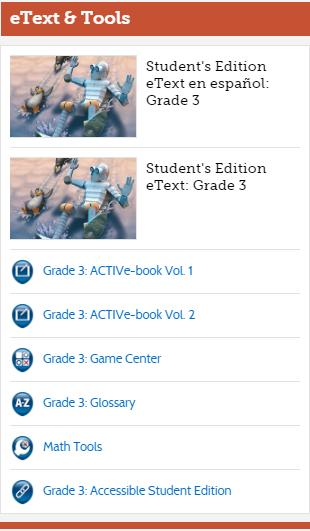 eText & Tools
Student's Edition
eText en español:
Grade 3
Student's Edition
eText: Grade 3
Grade 3: ACTIVe-book Vol. 1
Grade 3: ACTIVe-book Vol. 2
Grade 3: Game Center
A-Z Grade 3: Glossary
Math Tools
Grade 3: Accessible Student Edition